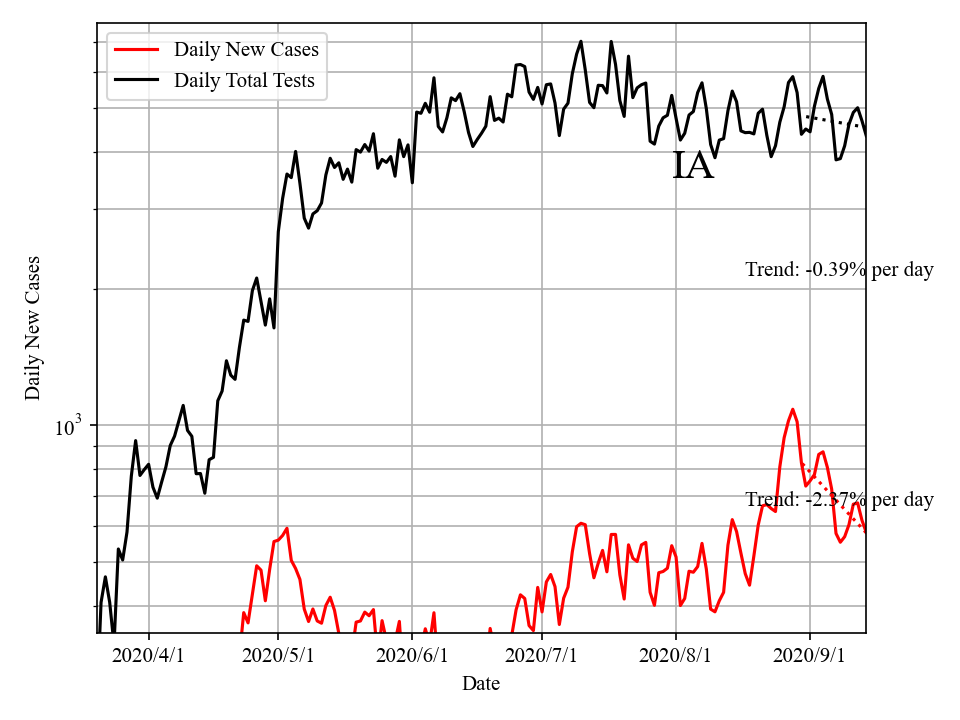 Daily New Cases
Daily Total Tests
IA
Trend: -0.39% per day
Trend: -2.37% per day
Daily New Cases
10³
2020/4/1 2020/5/1 2020/6/1 2020/7/1 2020/8/1 2020/9/1
Date